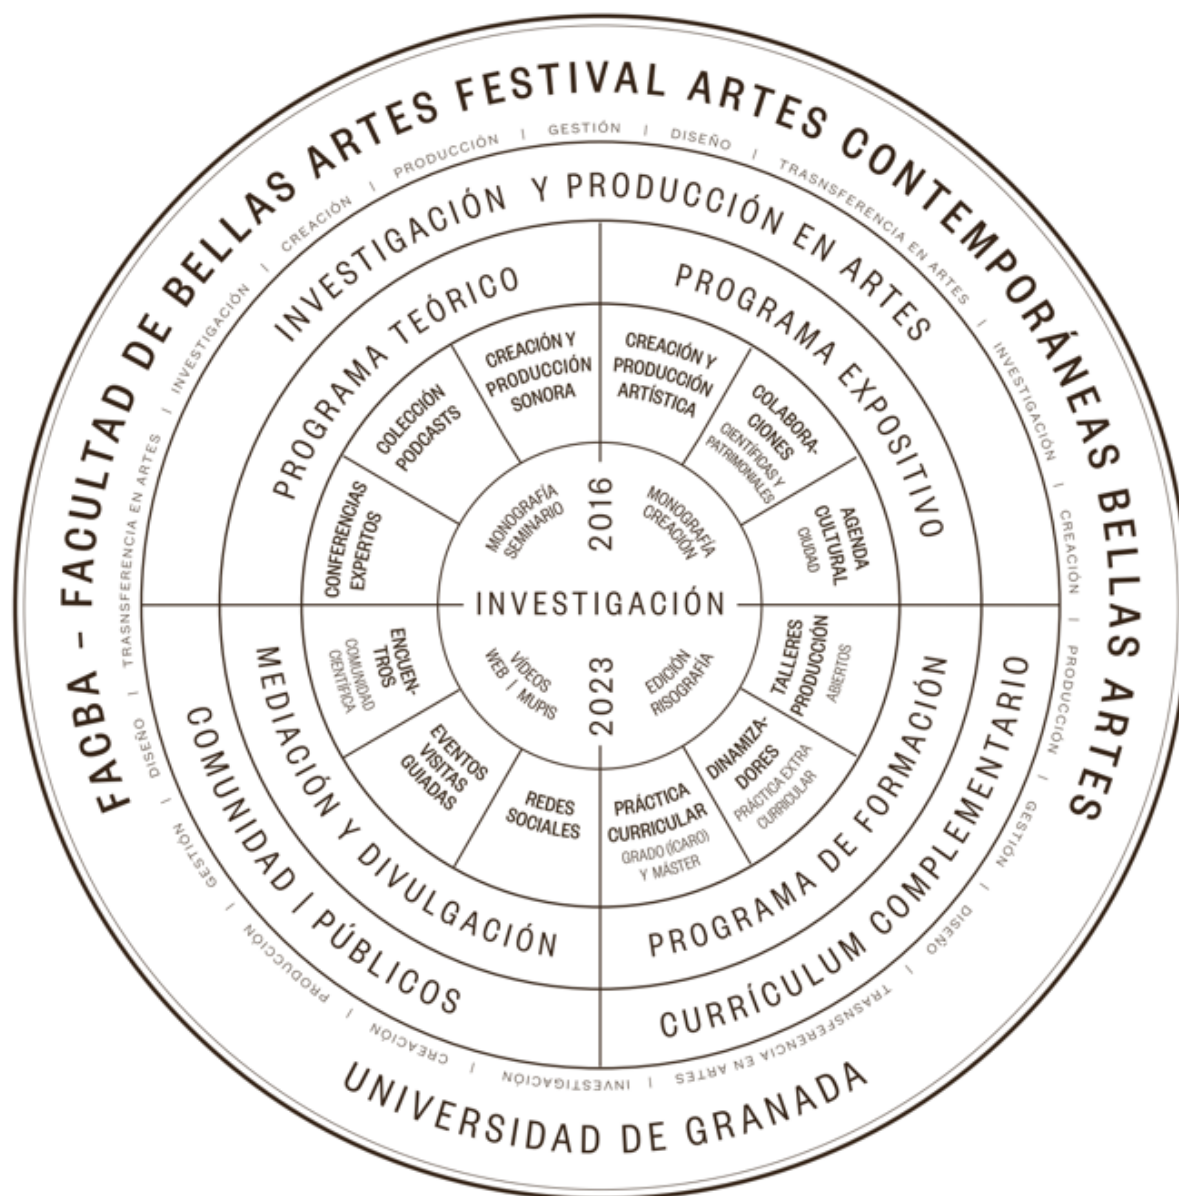 FACBA – FACULTAD DE BELLAS ARTES FESTIVAL ARTES CONTEMPORÁNEAS BELLAS ARTES
UNIVERSIDAD DE GRANADA
TRASNSFERENCIA EN ARTES | INVESTIGACIÓN | CREACIÓN | PRODUCCIÓN | GESTIÓN | DISEÑO | TRASNSFERENCIA EN ARTES | INVESTIGACIÓN | CREACIÓN | PRODUCCIÓN | GESTIÓN | DISEÑO | TRASNSFERENCIA EN ARTES | INVESTIGACIÓN | CREACIÓN | PRODUCCIÓN | GESTIÓN | DISEÑO |
INVESTIGACIÓN Y PRODUCCIÓN EN ARTES
CURRÍCULUM COMPLEMENTARIO
COMUNIDAD | PÚBLICOS
PROGRAMA TEÓRICO
PROGRAMA EXPOSITIVO
PROGRAMA DE FORMACIÓN
MEDIACIÓN Y DIVULGACIÓN
CONFERENCIAS
EXPERTOS
COLECCIÓN
PODCASTS
CREACIÓN Y
PRODUCCIÓN
SONORA
CREACIÓN Y
PRODUCCIÓN
ARTÍSTICA
COLABORA-
CIONES
CIENTÍFICAS Y
PATRIMONIALES
AGENDA
CULTURAL
CIUDAD
TALLERES
PRODUCCIÓN
ABIERTOS
DINAMIZA-
DORES
PRÁCTICA EXTRA
CURRICULAR
PRÁCTICA
CURRICULAR
GRADO (ÍCARO)
Y MÁSTER
REDES
SOCIALES
EVENTOS
VISITAS
GUIADAS
ENCUEN-
TROS
COMUNIDAD
CIENTÍFICA
MONOGRAFÍA
SEMINARIO
2016
MONOGRAFÍA
CREACIÓN
INVESTIGACIÓN
VÍDEOS
WEB | MUPIS
2023
EDICIÓN
RISOGRAFÍA